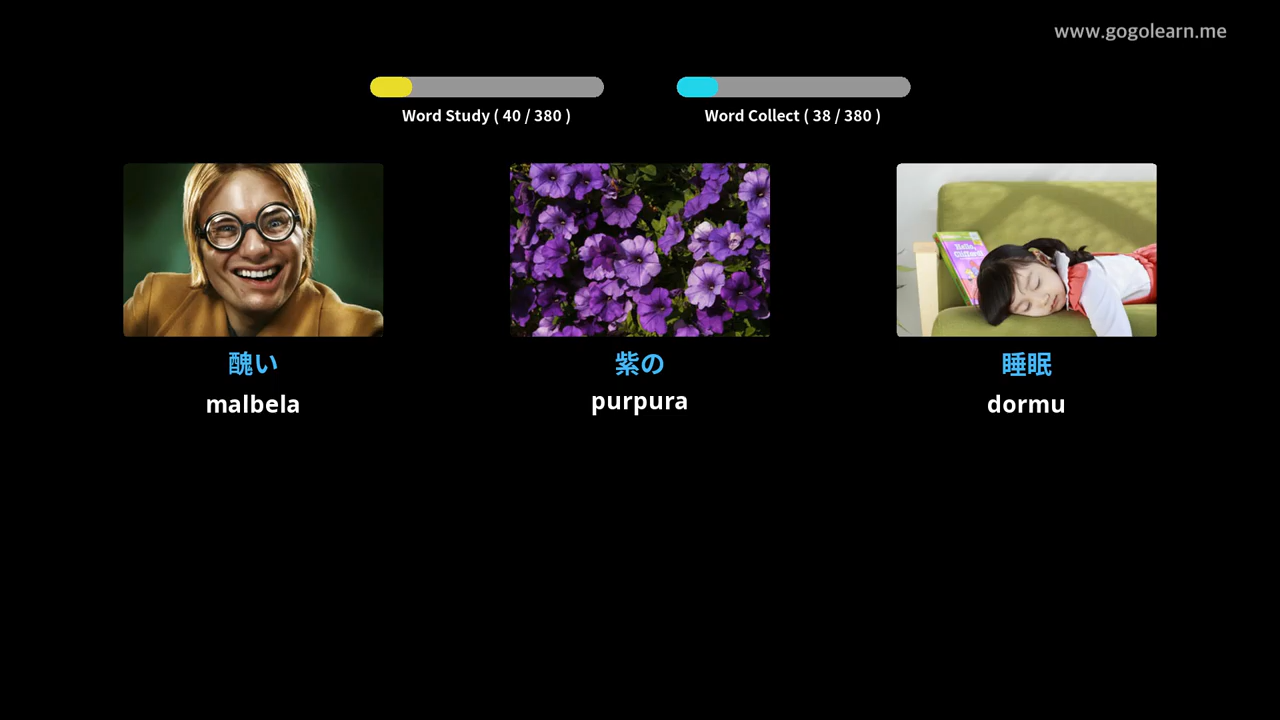 www.gogolearn.me
Word Study ( 40 / 380 )
Word Collect ( 38 / 380 )
Hello,
醜い
紫の
睡眠
malbela
purpura
dormu